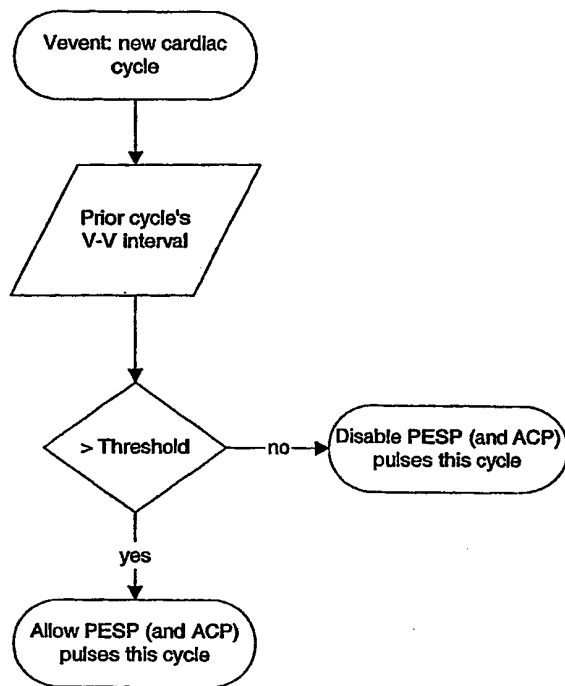 Vevent: new cardiac
cycle
Prior cycle's
V-V interval
> Threshold
no
Disable PESP (and ACP)
pulses this cycle
yes
Allow PESP (and ACP)
pulses this cycle